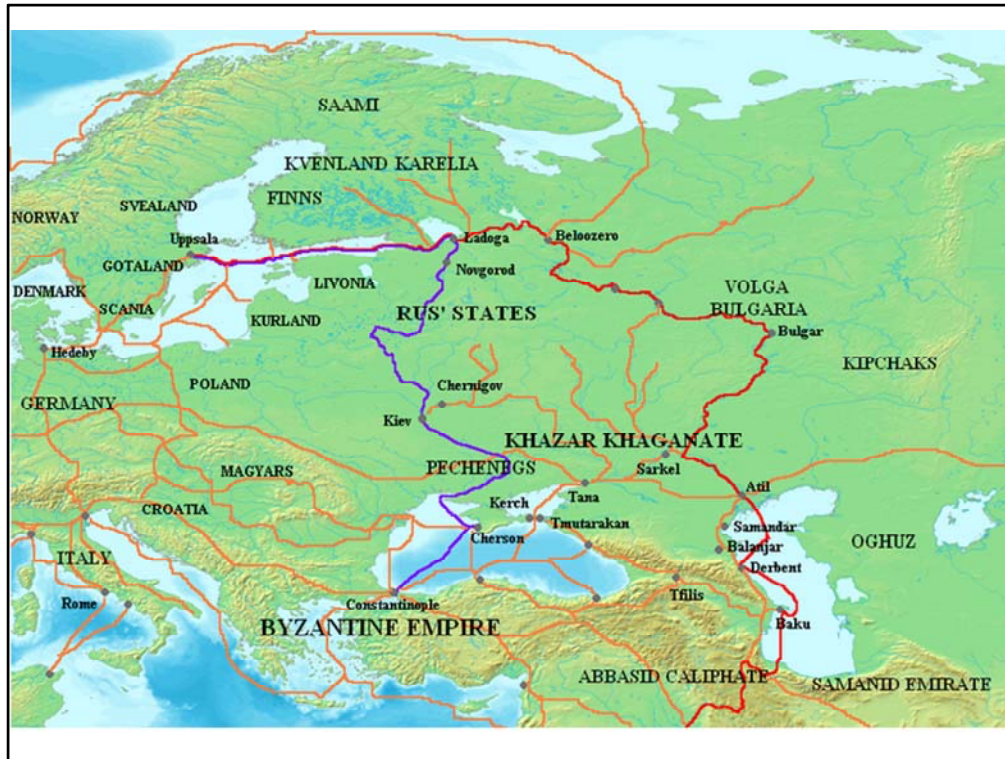 SAAMI
KVENLAND KARELIA
FINNS
SVEALAND
NORWAY
Uppsala
Ladoga
Beloozero
GOTALAND
Novgorod
LIVONIA
DENMARK
VOLGA
BULGARIA
SCANIA
KURLAND
RUS' STATES
Bulgar
Hedeby
KIPCHAKS
POLAND
Chernigov
GERMANY
Kiev
KHAZAR KHAGANATE
MAGYARS
PECHENEGS
Sarkel
Tana
Atil
CROATIA
Kerch
Tmutarakan
Samandar
Cherson
OGHUZ
Balanjar
ITALY
Derbent
Tfilis
Rome
Constantinople
Baku
BYZANTINE EMPIRE
ABBASID CALIPHATE
SAMANID EMIRATE